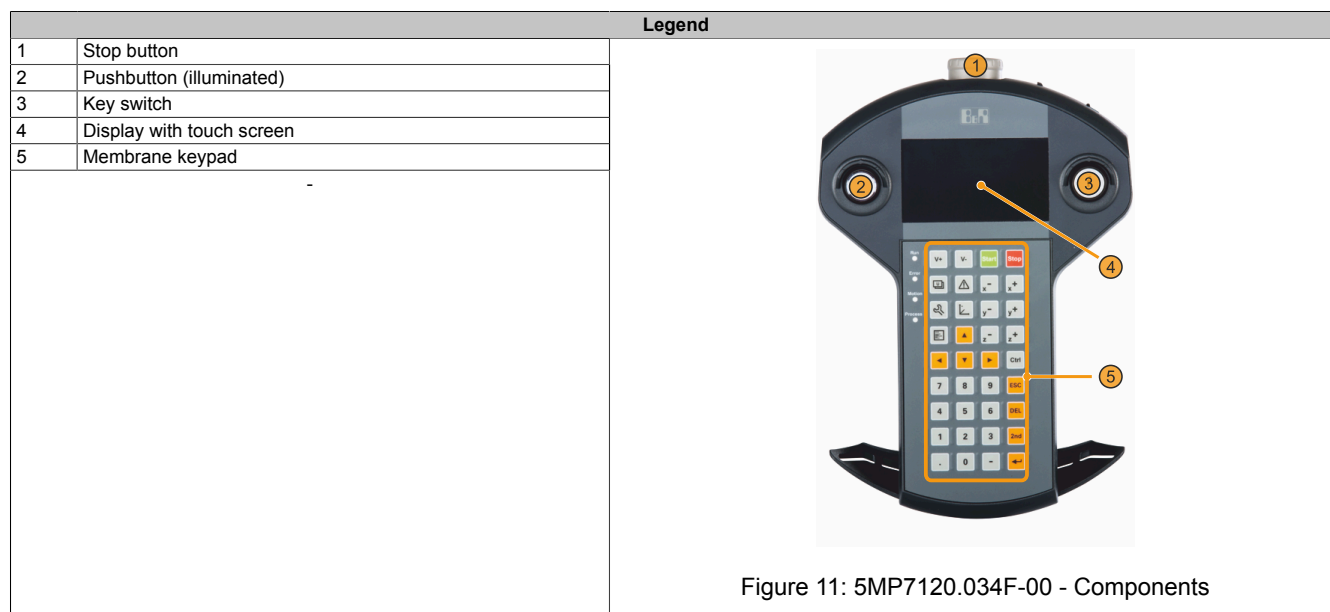 Legend
1 Stop button
2 Pushbutton (illuminated)
3 Key switch
4 Display with touch screen
5 Membrane keypad
-
1
B&R
2 3
4
Run
V+ V- Start Stop
Error
x- x+
Motion
y- y+
Process
z- z+
Ctrl
5
7 8 9 ESC
4 5 6 DEL
1 2 3 2nd
. 0 -
Figure 11: 5MP7120.034F-00 - Components